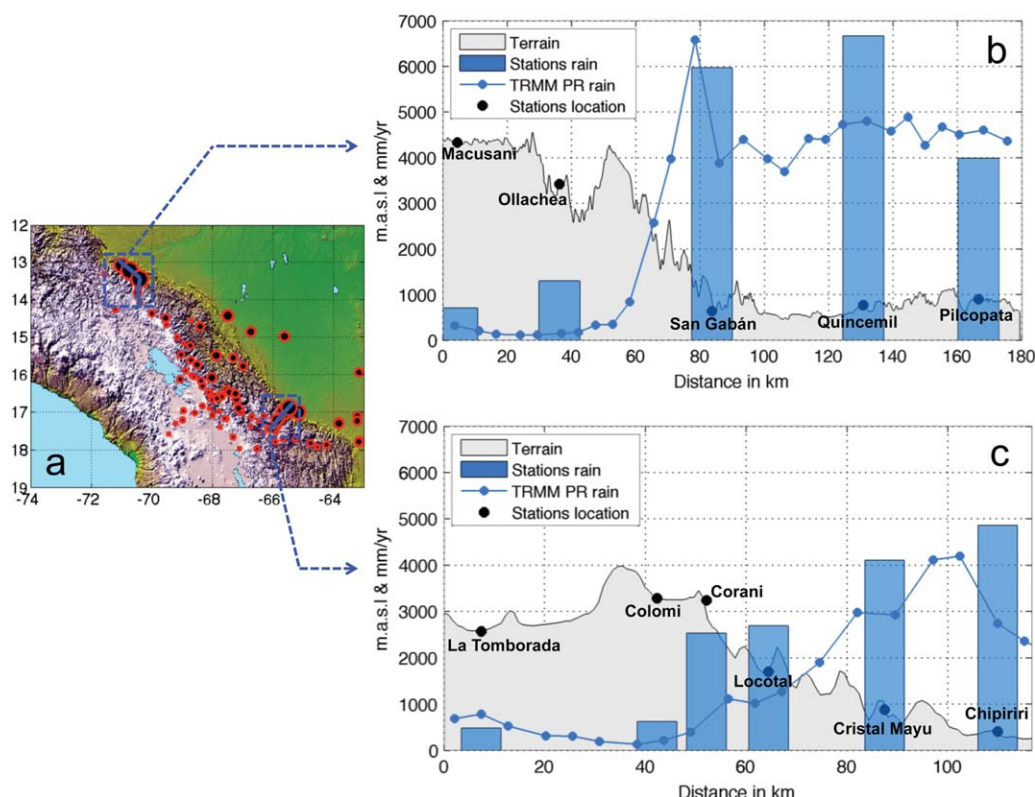 7000
6000
5000
4000
3000
2000
1000
0
m.a.s.l & mm/yr
Terrain
Stations rain
TRMM PR rain
Stations location
b
Macusani
Ollachea
San Gabán
Quincemil
Pilcopata
0 20 40 60 80 100 120 140 160 180
Distance in km
12
13
14
15
16
17
18
19
a
-74 -72 -70 -68 -66 -64
7000
6000
5000
4000
3000
2000
1000
0
m.a.s.l & mm/yr
Terrain
Stations rain
TRMM PR rain
Stations location
c
La Tomborada
Colomi
Corani
Locotal
Cristal Mayu
Chipiriri
0 20 40 60 80 100
Distance in km